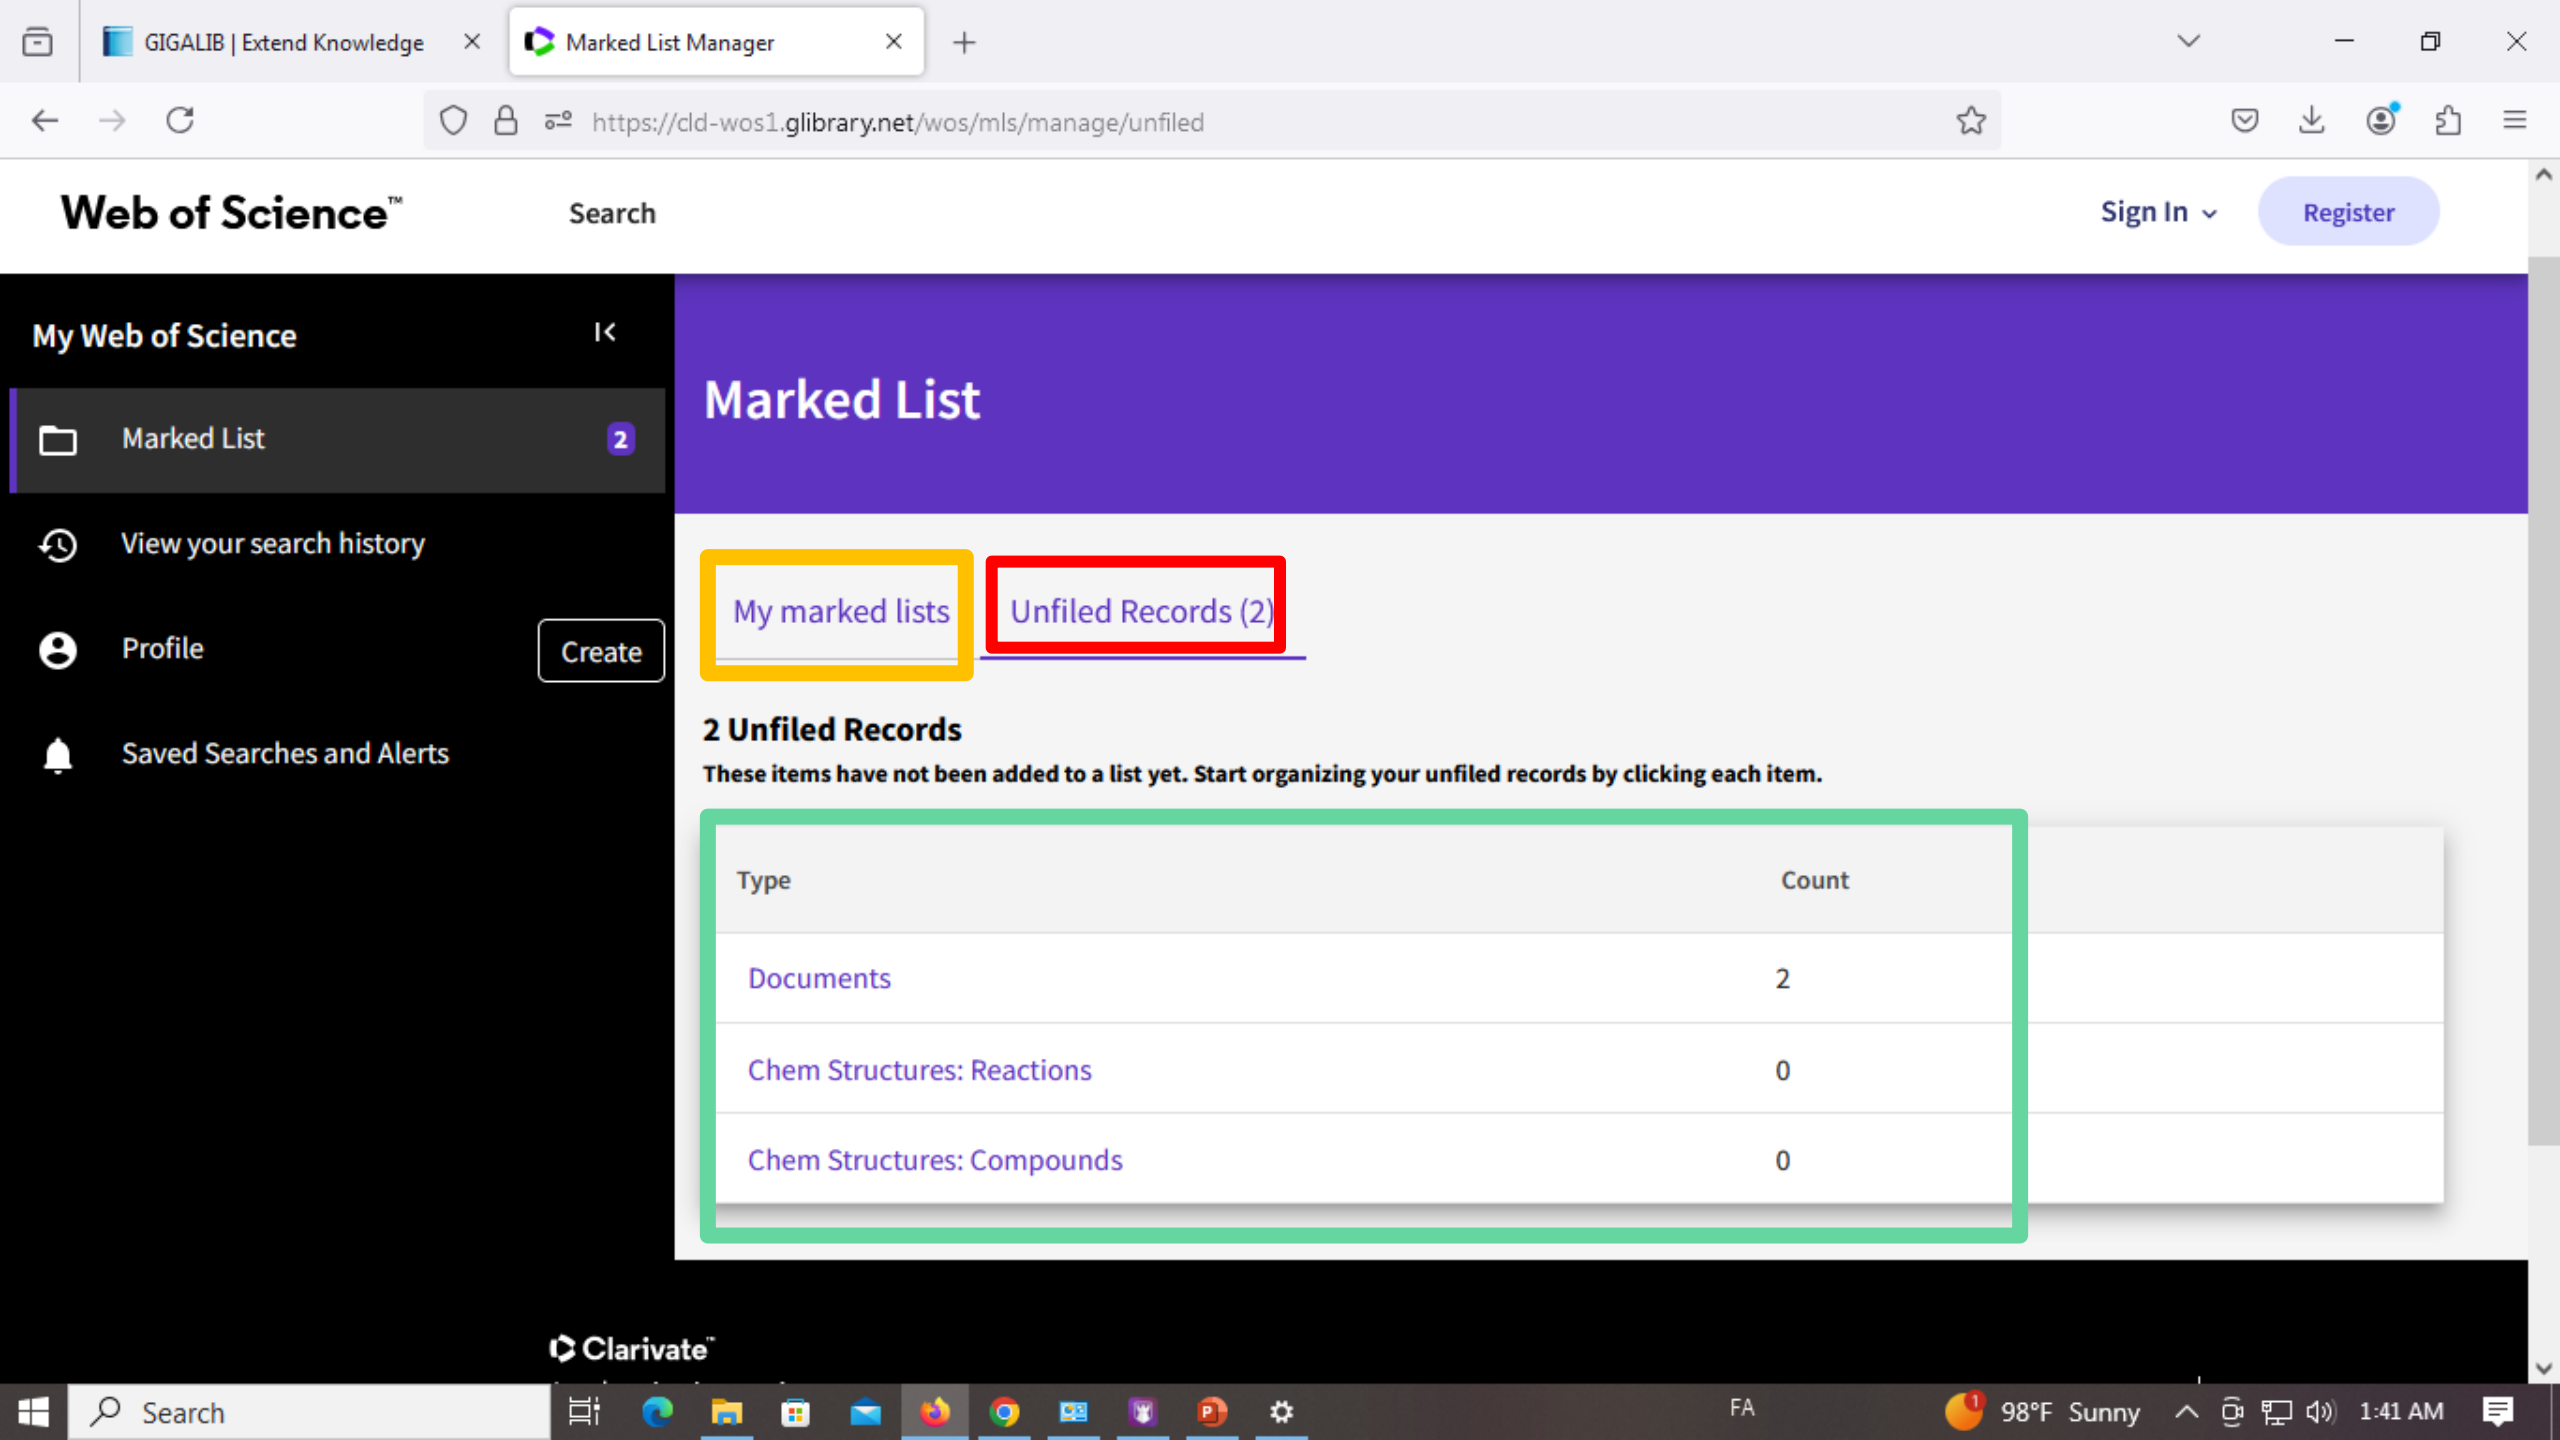 GIGALIB | Extend Knowledge
Marked List Manager
https://cld-wos1.glibrary.net/wos/mls/manage/unfiled
Web of Science™
Search
Sign In
Register
My Web of Science
Marked List
2
View your search history
Profile
Create
Saved Searches and Alerts
Marked List
My marked lists
Unfiled Records (2)
2 Unfiled Records
These items have not been added to a list yet. Start organizing your unfiled records by clicking each item.
Type Count
Documents 2
Chem Structures: Reactions 0
Chem Structures: Compounds 0
Clarivate™
Search
FA
1
98°F Sunny
1:41 AM